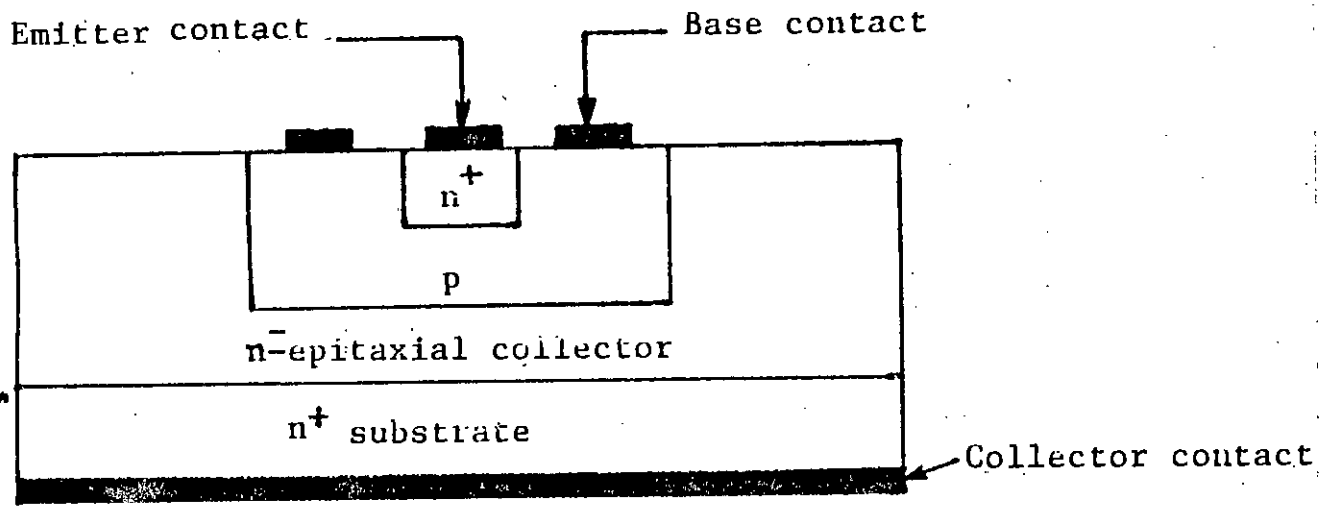 Emitter contact
Base contact
n+
p
n- epitaxial collector
n+ substrate
Collector contact